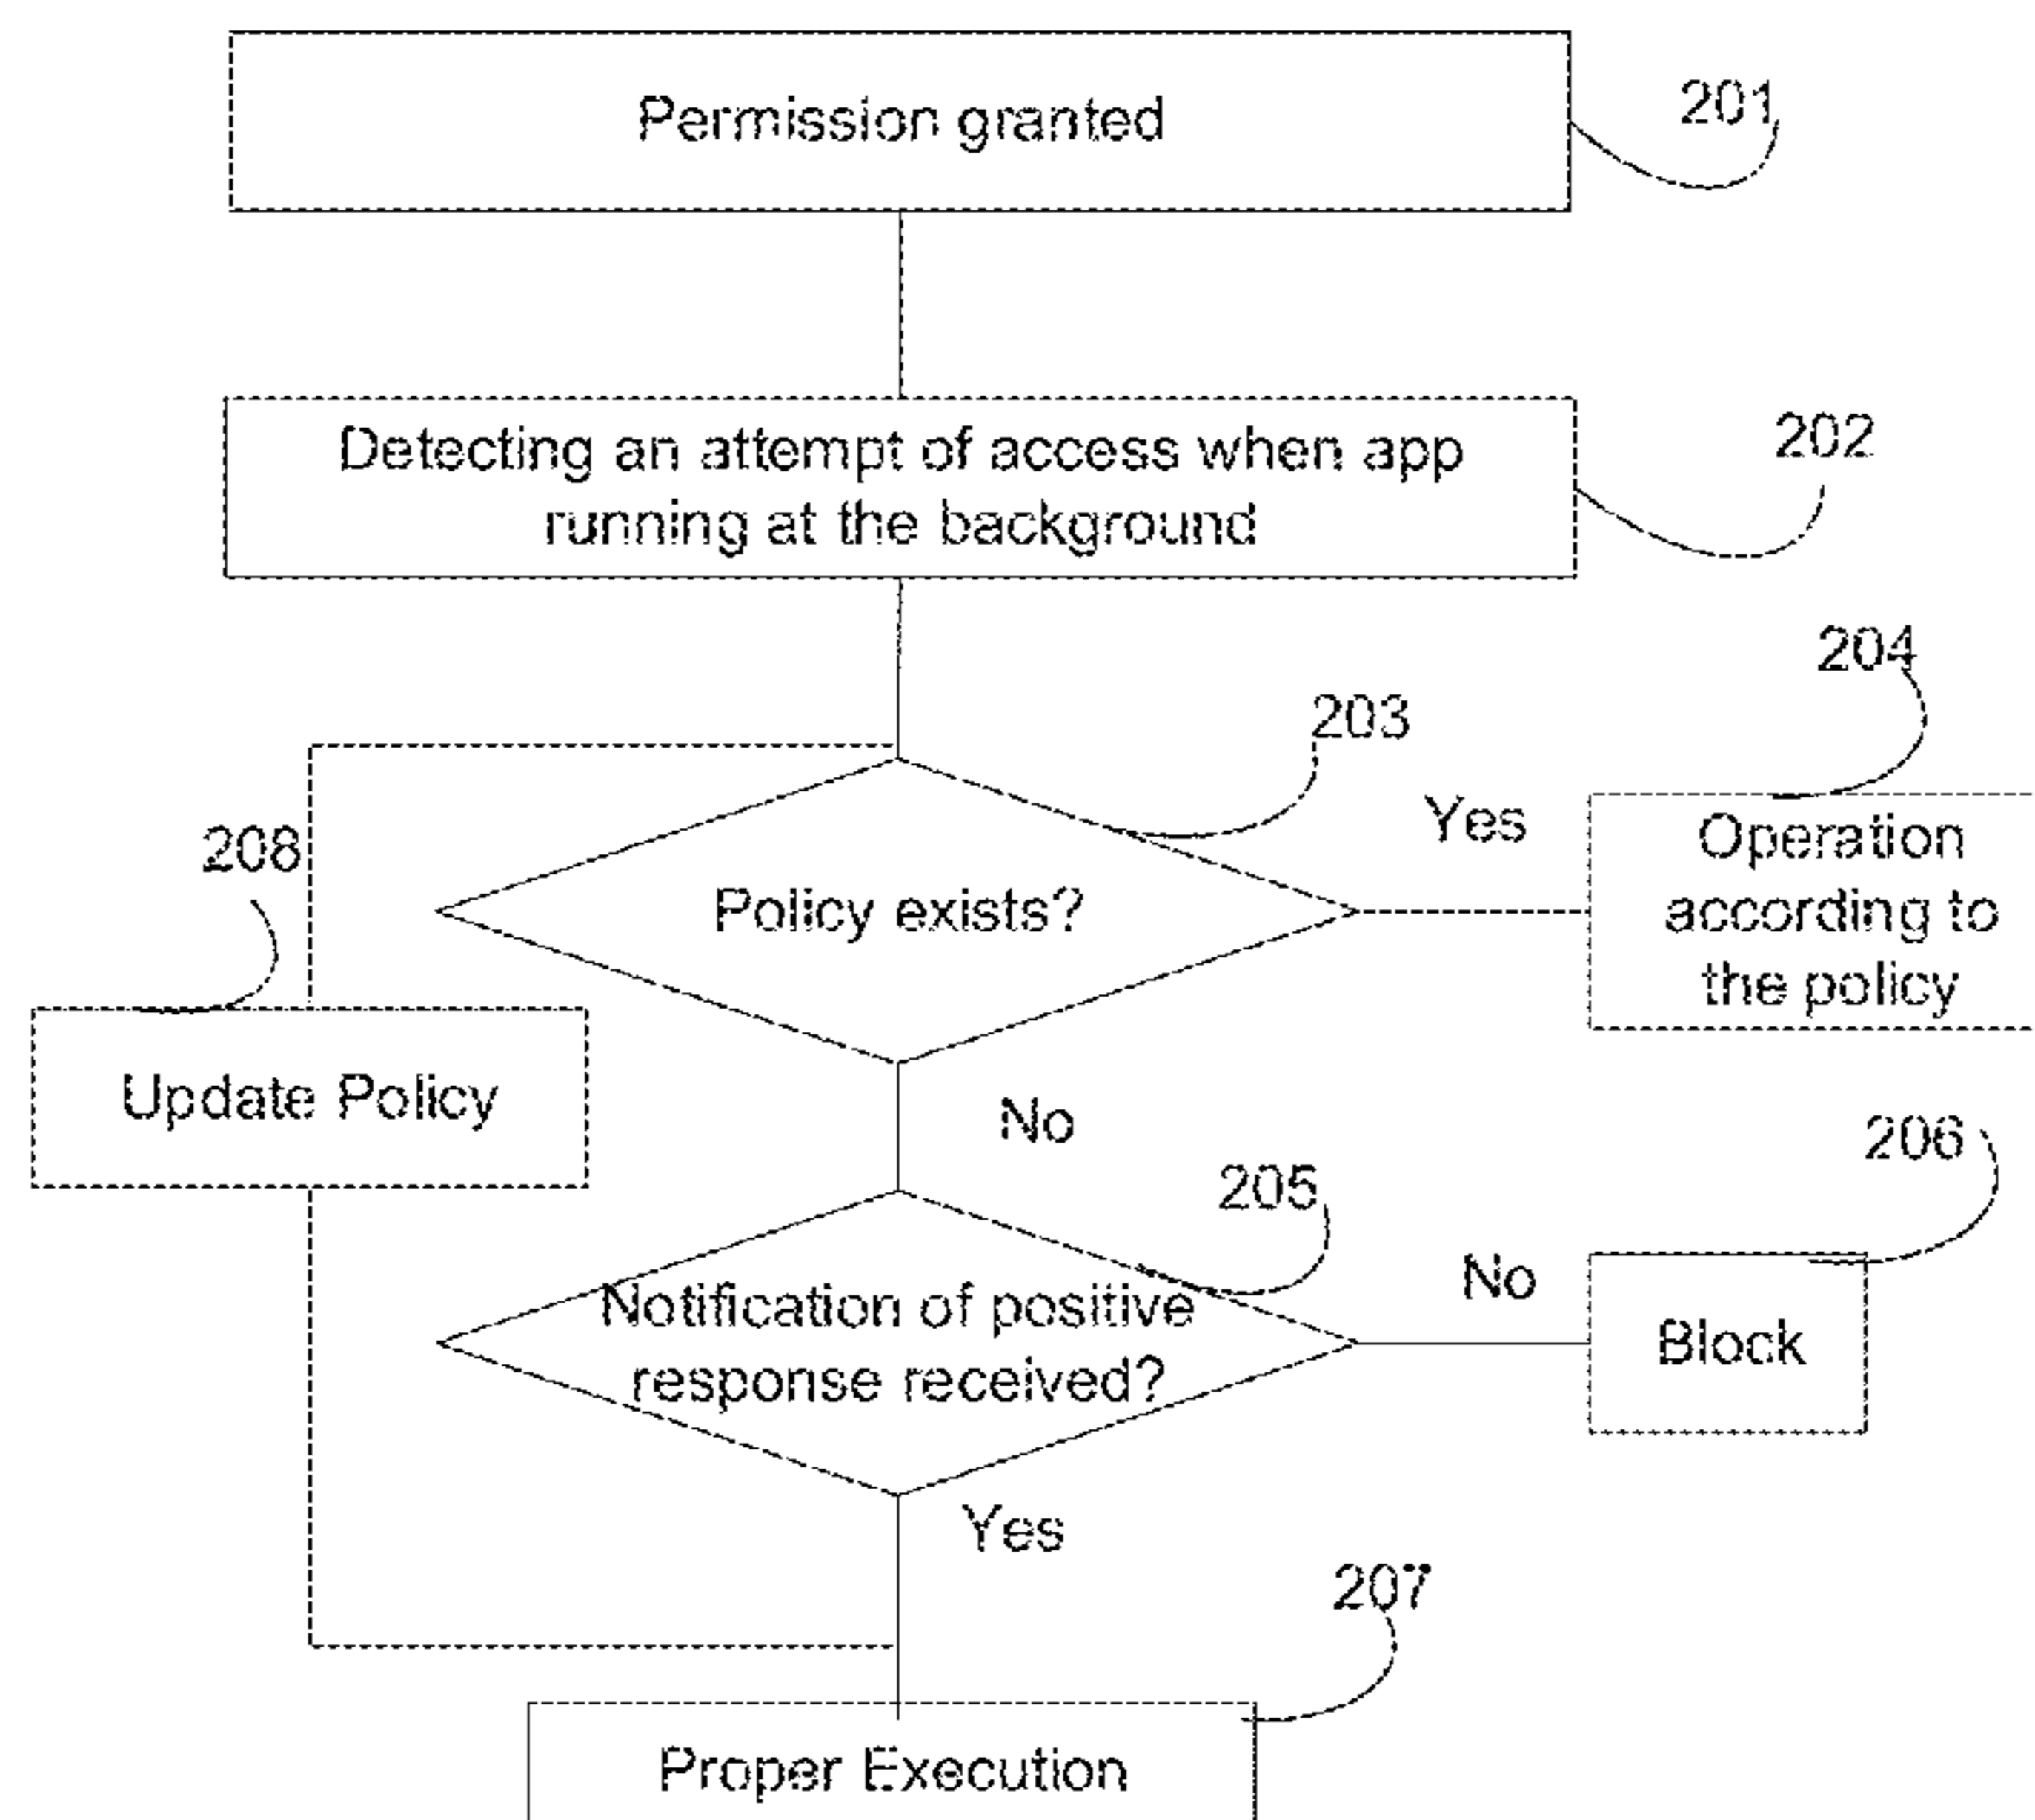 Permission granted
201
Detecting an attempt of access when app
running at the background
202
203
204
Policy exists?
Yes
Operation
according to
the policy
208
Update Policy
No
205
206
Notification of positive
response received?
No
Block
Yes
207
Proper Execution